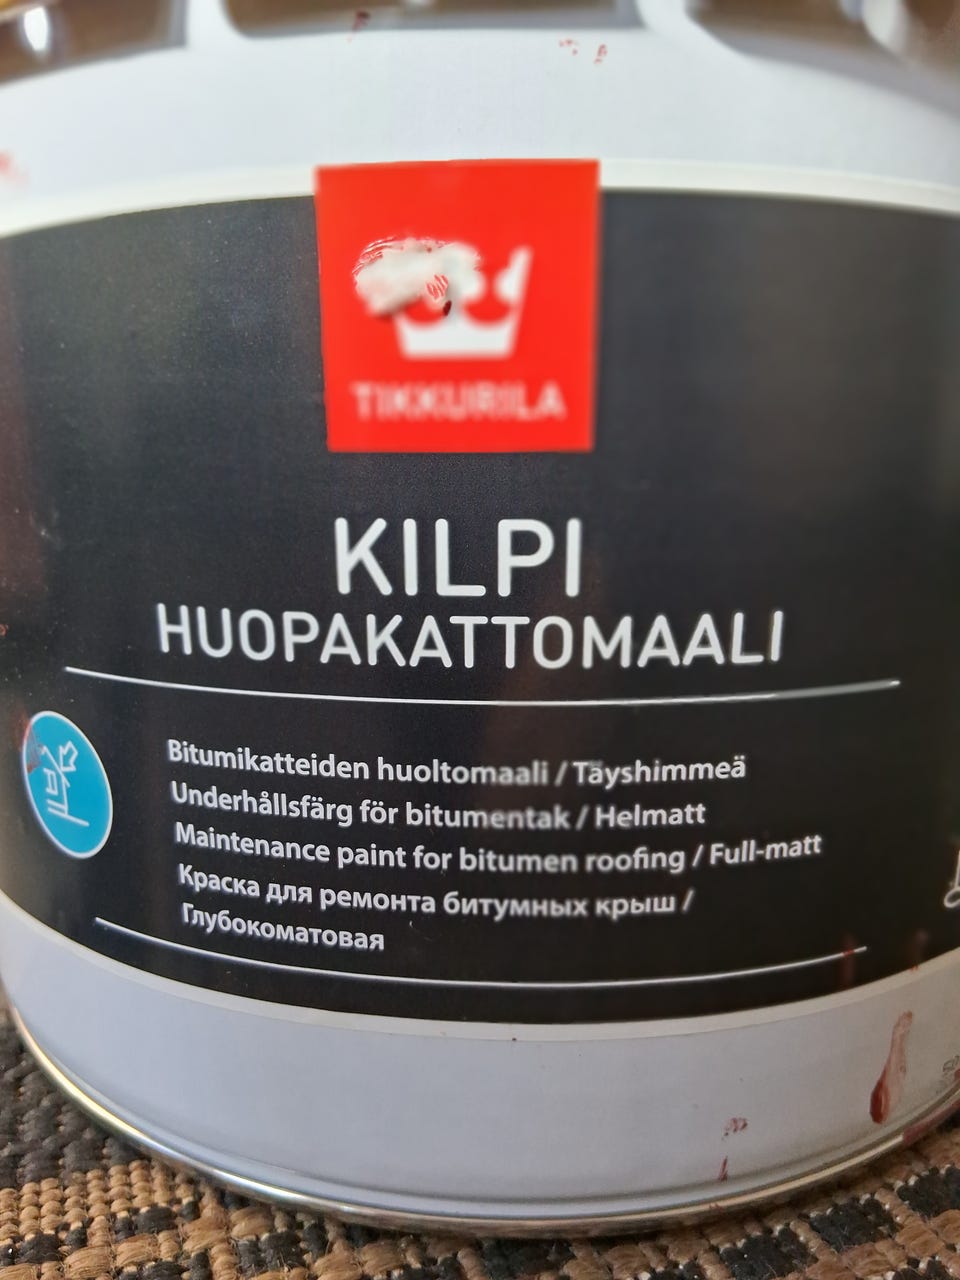 TIKKURILA
KILPI
HUOPAKATTOMAALI
Bitumikatteiden huoltomaali / Täyshimmeä
Underhållsfärg för bitumentak / Helmatt
Maintenance paint for bitumen roofing / Full-matt
Краска для ремонта битумных крыш /
Глубокоматовая